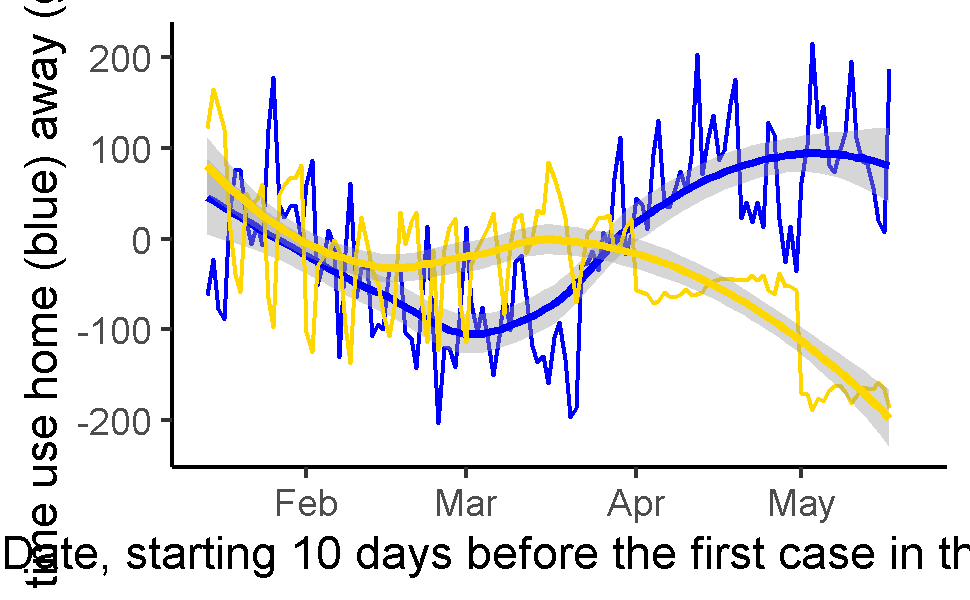 time use home (blue) away (
200
100
0
-100
-200
Feb Mar Apr May
Date, starting 10 days before the first case in th